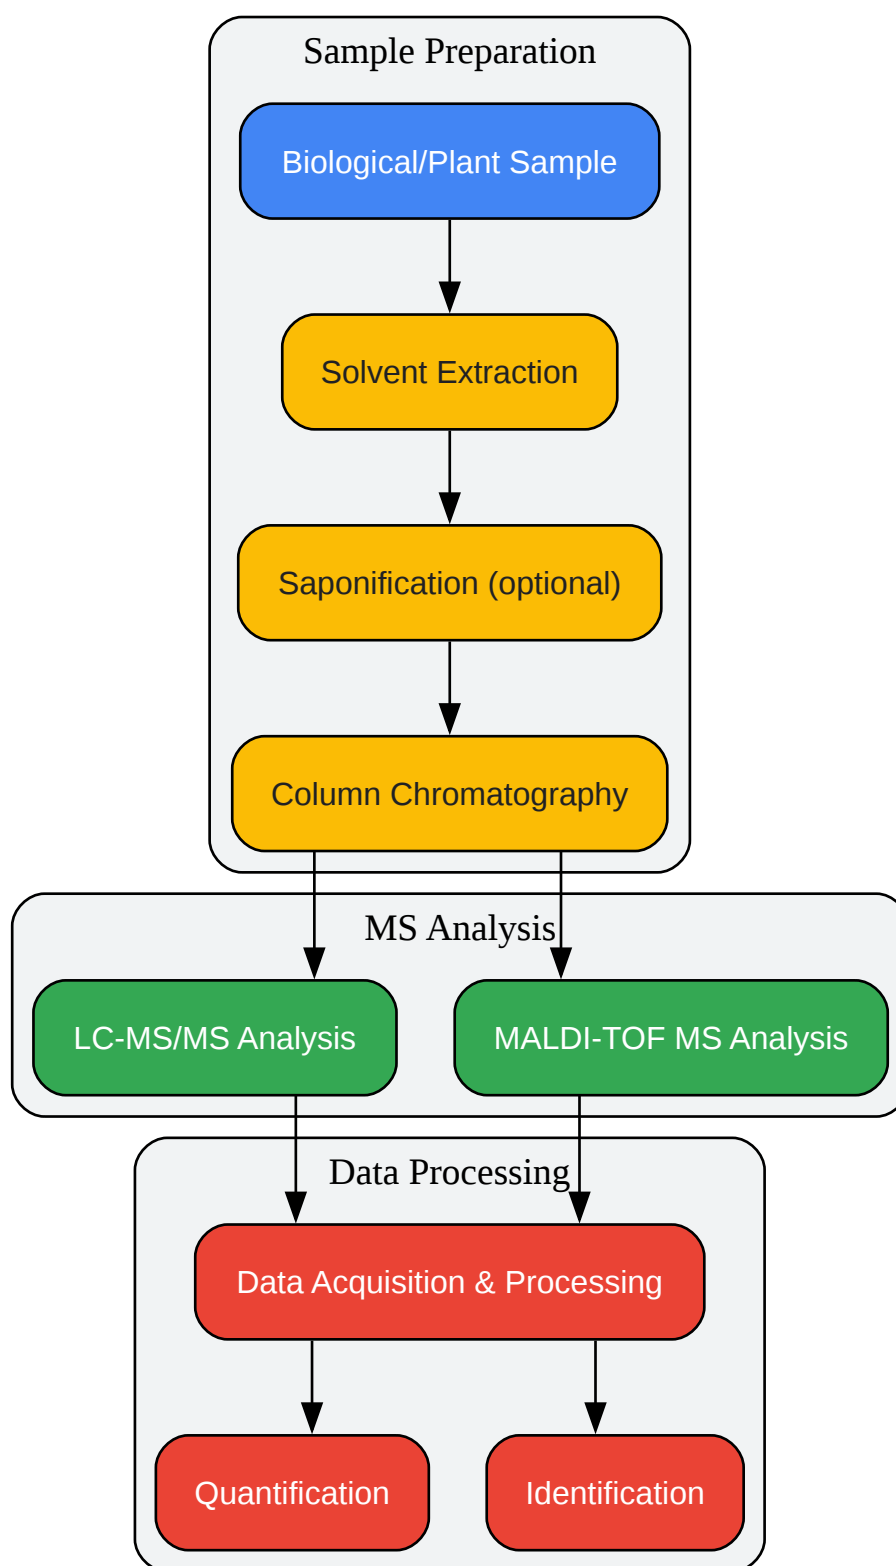 Sample Preparation
Biological/Plant Sample
Solvent Extraction
Saponification (optional)
Column Chromatography
MS Analysis
LC-MS/MS Analysis
MALDI-TOF MS Analysis
Data Processing
Data Acquisition & Processing
Quantification
Identification